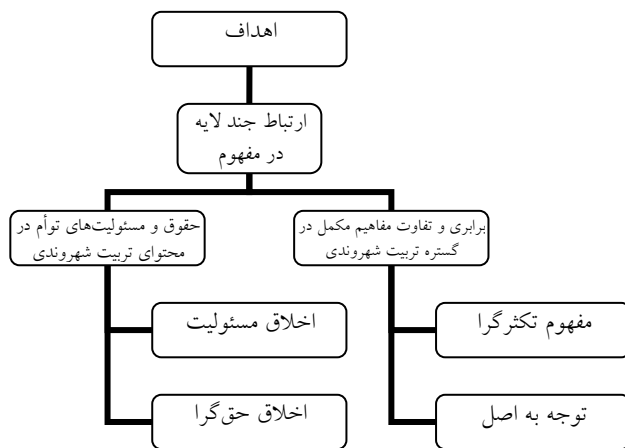 اهداف
ارتباط جند لایه
در مفهوم
برابری و تفاوت مفاهیم مکمل در
گستره تربیت شهروندی
حقوق و مسئولیت‌های توأم در
محتوای تربیت شهروندی
مفهوم تکثرگرا
اخلاق مسئولیت
توجه به اصل
اخلاق حق‌گرا